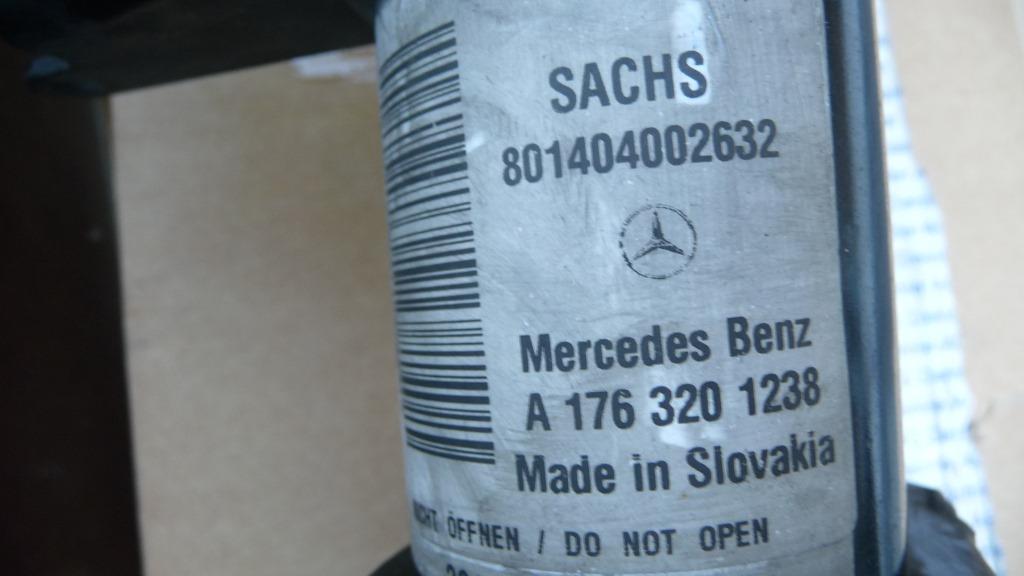 SACHS
801404002632
Mercedes Benz
A 176 320 1238
Made in Slovakia
ÖFFNEN / DO NOT OPEN